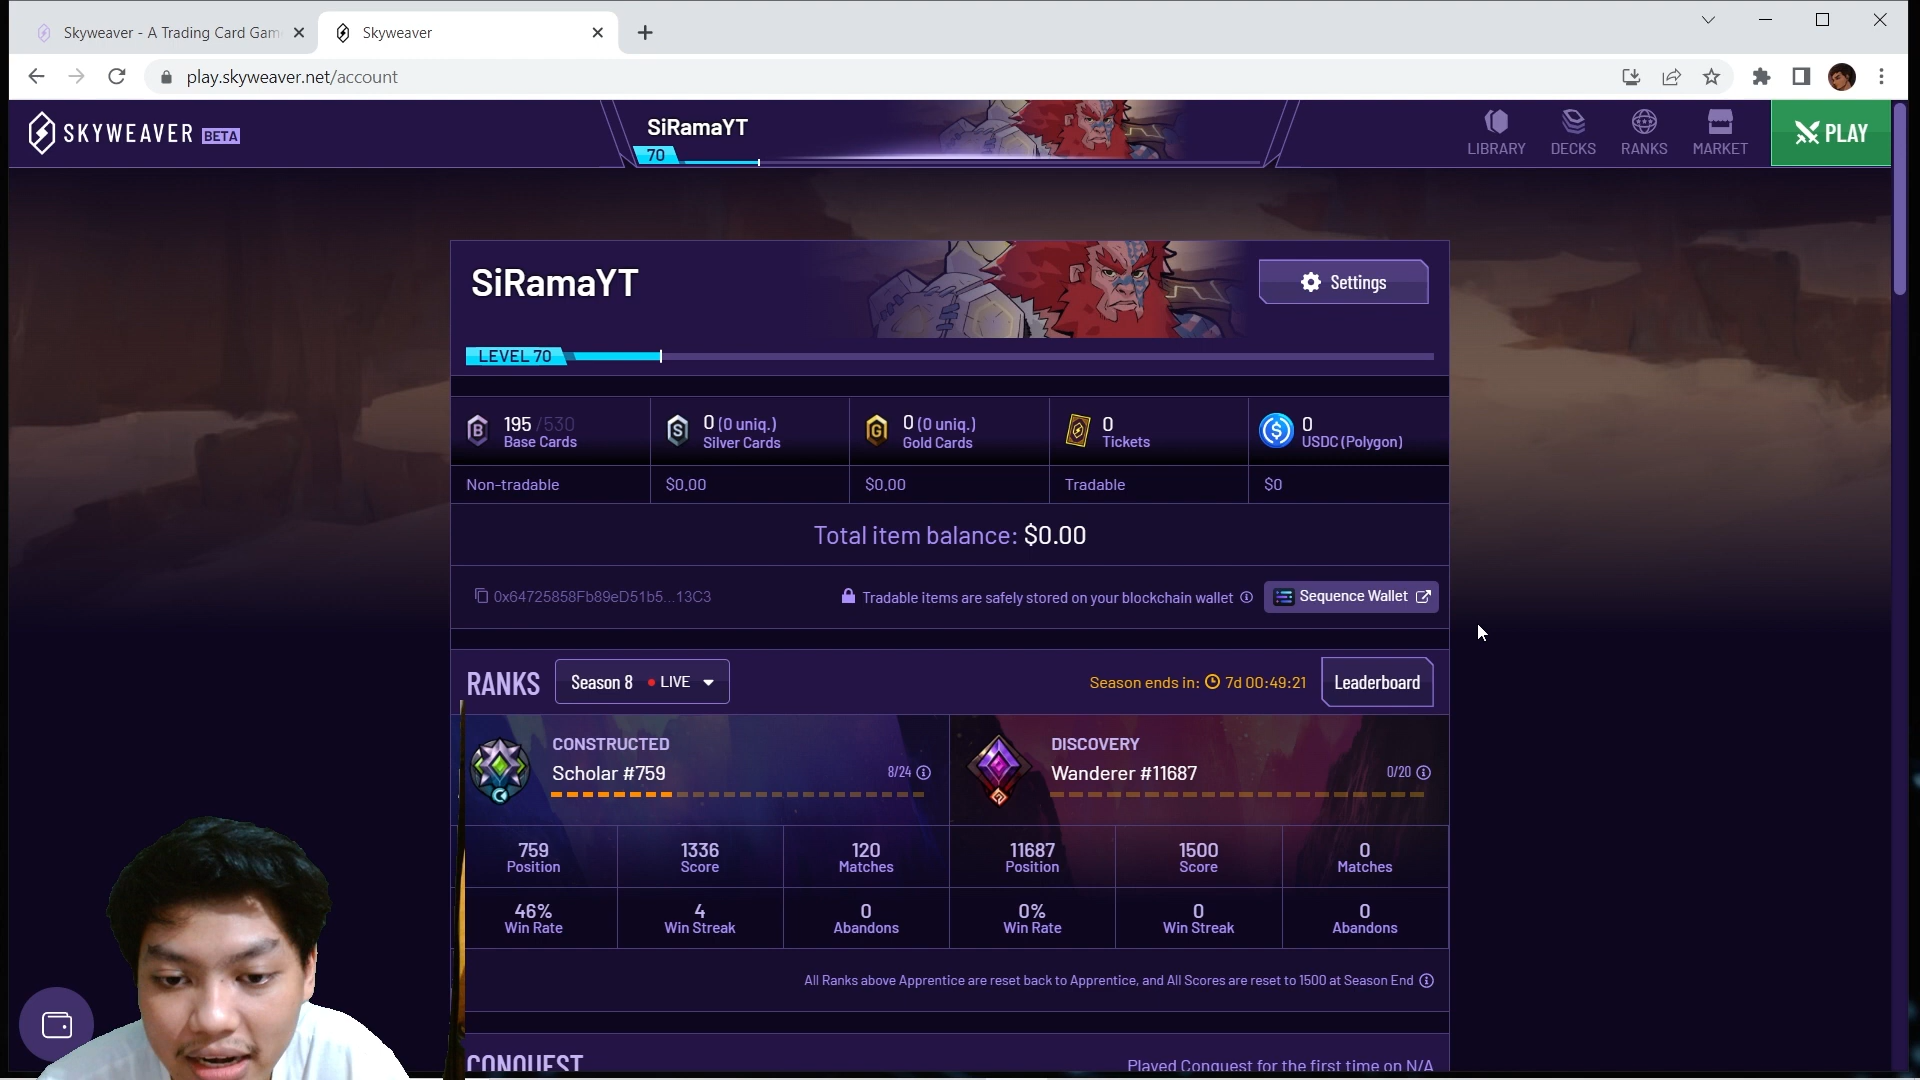 Skyweaver - A Trading Card Gam
Skyweaver
play.skyweaver.net/account
SKYWEAVER BETA
SiRamaYT
70
LIBRARY
DECKS
RANKS
MARKET
PLAY
SiRamaYT
Settings
LEVEL 70
195 /530
Base Cards
0 (0 uniq.)
Silver Cards
0 (0 uniq.)
Gold Cards
0
Tickets
0
USDC (Polygon)
Non-tradable
$0.00
$0.00
Tradable
$0
Total item balance: $0.00
0x64725858Fb89eD51b5...13C3
Tradable items are safely stored on your blockchain wallet
Sequence Wallet
RANKS
Season 8 • LIVE
Season ends in: 7d 00:49:21
Leaderboard
CONSTRUCTED
Scholar #759
8/24
DISCOVERY
Wanderer #11687
0/20
759
Position
1336
Score
120
Matches
11687
Position
1500
Score
0
Matches
46%
Win Rate
4
Win Streak
0
Abandons
0%
Win Rate
0
Win Streak
0
Abandons
All Ranks above Apprentice are reset back to Apprentice, and All Scores are reset to 1500 at Season End
CONQUEST
Played Conquest for the first time on N/A